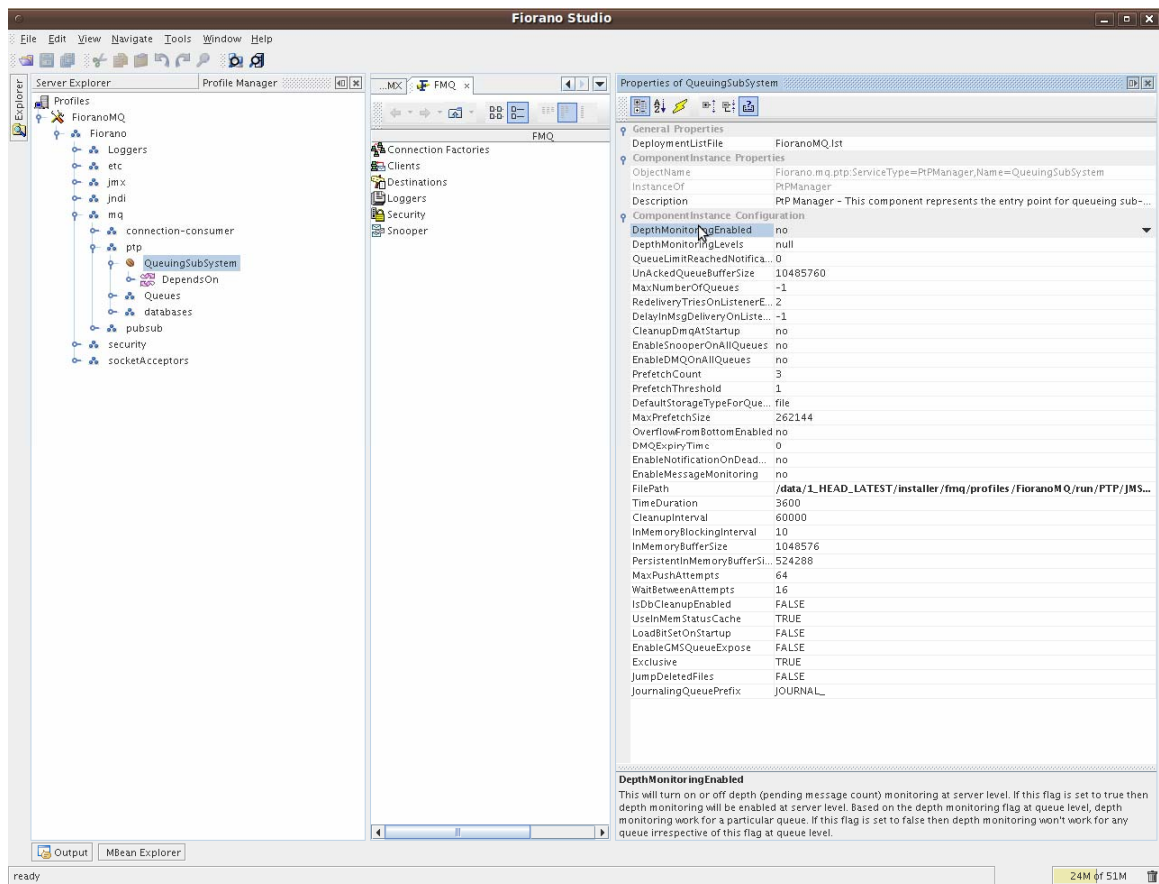 Fiorano Studio
File Edit View Navigate Tools Window Help
Explorer
Server Explorer
Profile Manager
Profiles
FioranoMQ
Fiorano
Loggers
etc
jmx
jndi
mq
connection-consumer
ptp
QueuingSubSystem
DependsOn
Queues
databases
pubsub
security
socketAcceptors
...MX
FMQ
FMQ
Connection Factories
Clients
Destinations
Loggers
Security
Snooper
Properties of QueuingSubSystem
General Properties
DeploymentListFile FioranoMQ.lst
ComponentInstance Properties
ObjectName Fiorano.mq.ptp:ServiceType=PtPManager,Name=QueuingSubSystem
InstanceOf PtPManager
Description PtP Manager - This component represents the entry point for queueing sub-...
ComponentInstance Configuration
DepthMonitoringEnabled no
DepthMonitoringLevels null
QueueLimitReachedNotifica... 0
UnAckedQueueBufferSize 10485760
MaxNumberOfQueues -1
RedeliveryTriesOnListenerE... 2
DelayInMsgDeliveryOnListe... -1
CleanupDmqAtStartup no
EnableSnooperOnAllQueues no
EnableDMQOnAllQueues no
PrefetchCount 3
PrefetchThreshold 1
DefaultStorageTypeForQue... file
MaxPrefetchSize 262144
OverflowFromBottomEnabled no
DMQExpiryTime 0
EnableNotificationOnDead... no
EnableMessageMonitoring no
FilePath /data/1_HEAD_LATEST/installer/fmq/profiles/FioranoMQ/run/PTP/JMS...
TimeDuration 3600
CleanupInterval 60000
InMemoryBlockingInterval 10
InMemoryBufferSize 1048576
PersistentInMemoryBufferSi... 524288
MaxPushAttempts 64
WaitBetweenAttempts 16
IsDbCleanupEnabled FALSE
UseInMemStatusCache TRUE
LoadBitSetOnStartup FALSE
EnableGMSQueueExpose FALSE
Exclusive TRUE
JumpDeletedFiles FALSE
JournalingQueuePrefix JOURNAL_
DepthMonitoringEnabled
This will turn on or off depth (pending message count) monitoring at server level. If this flag is set to true then
depth monitoring will be enabled at server level. Based on the depth monitoring flag at queue level, depth
monitoring work for a particular queue. If this flag is set to false then depth monitoring won't work for any
queue irrespective of this flag at queue level.
Output
MBean Explorer
ready
24M of 51M